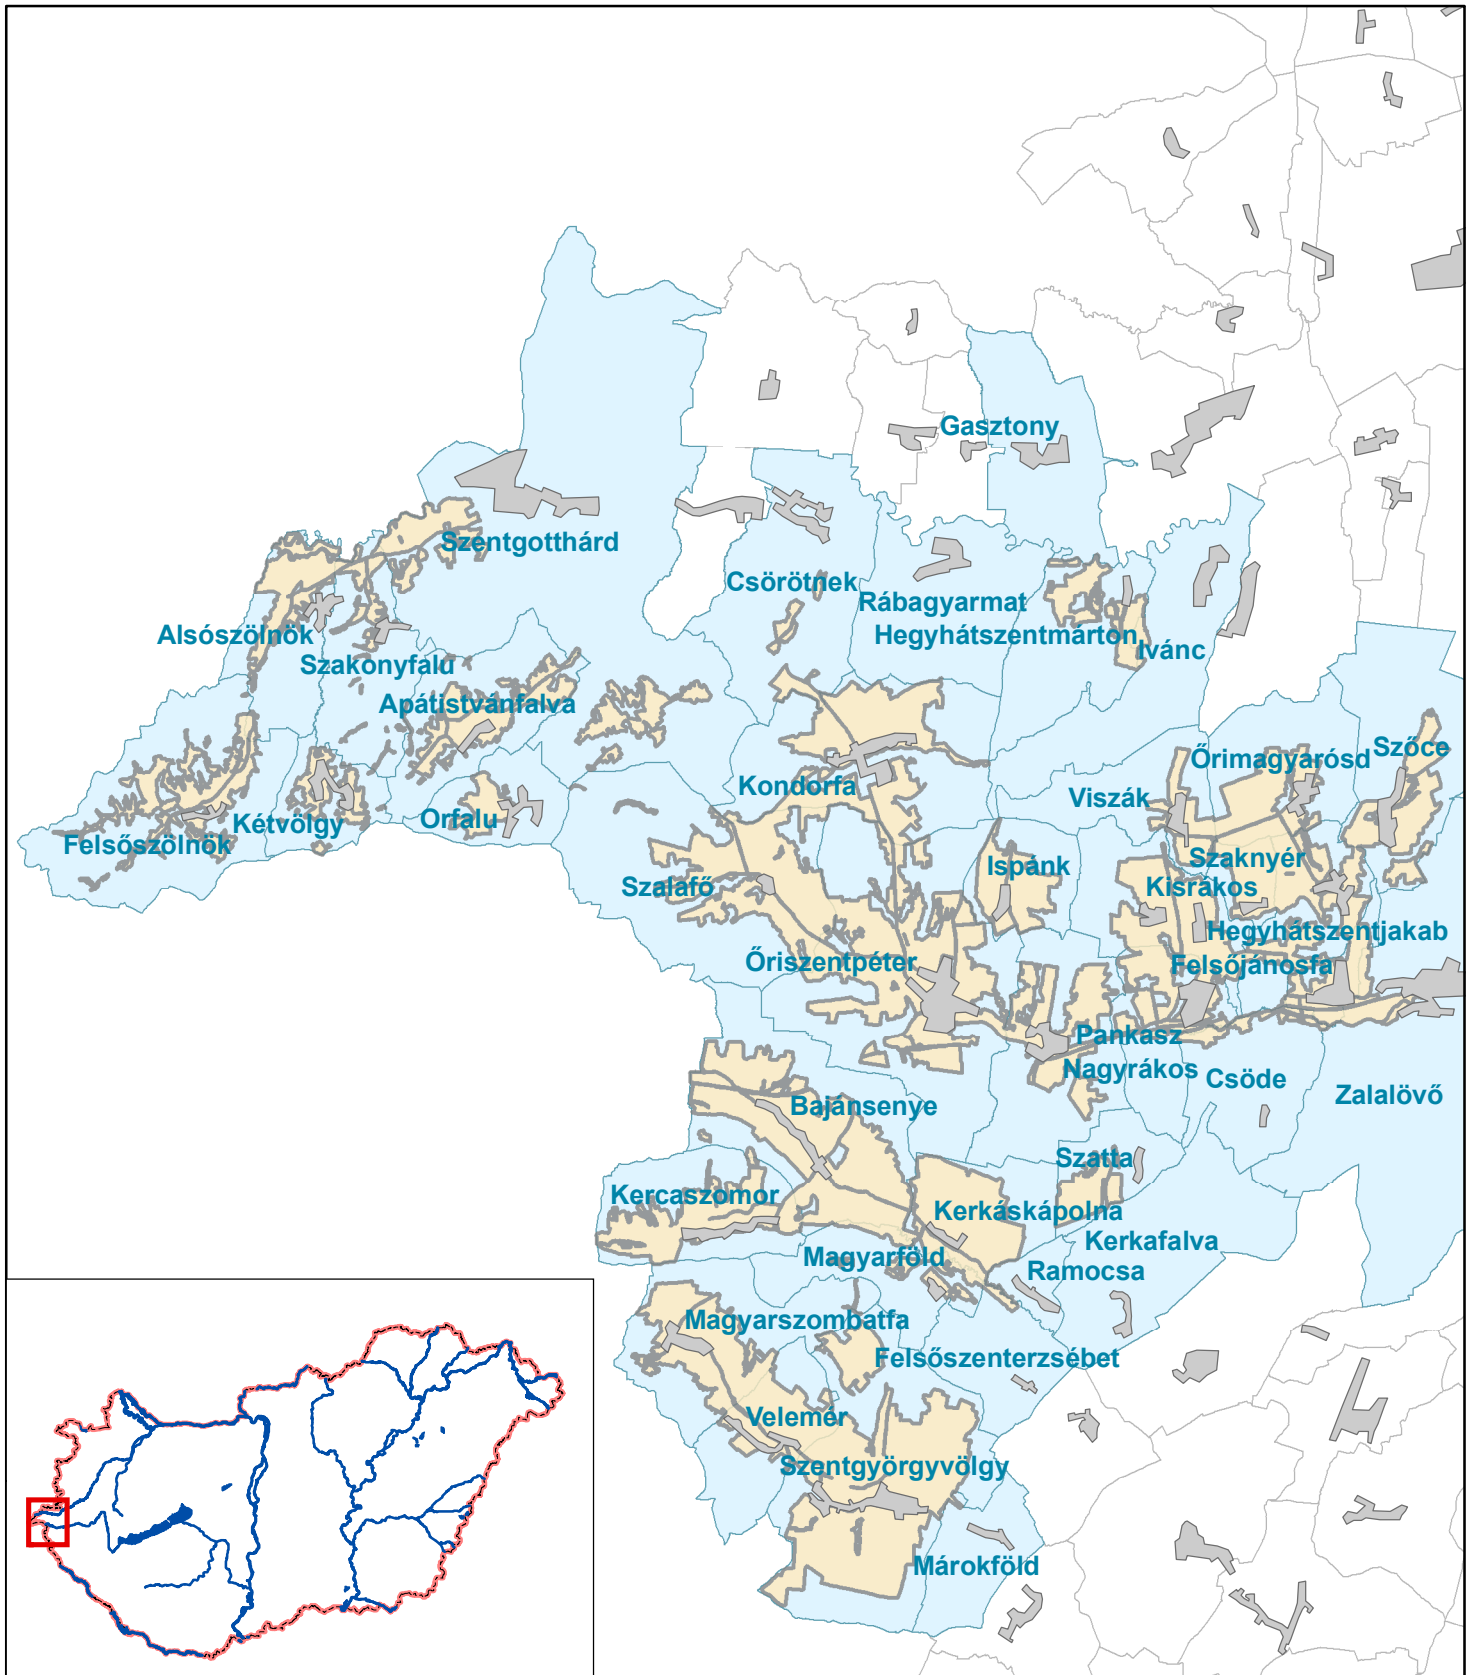 Gasztony
Szentgotthárd
Csörötnek
Rábagyarmat
Hegyhátszentmárton
Ivánc
Alsószölnök
Szakonyfalu
Apátistvánfalva
Kondorfa
Viszák
Őrimagyarósd
Szőce
Felsőszölnök
Kétvölgy
Orfalu
Szalafő
Ispánk
Szaknyér
Kisrákos
Hegyhátszentjakab
Őriszentpéter
Felsőjánosfa
Pankasz
Nagyrákos
Csöde
Zalalövő
Bajánsenye
Szatta
Kercaszomor
Kerkáskápolna
Kerkafalva
Magyarföld
Ramocsa
Magyarszombatfa
Felsőszenterzsébet
Velemér
Szentgyörgyvölgy
Márokföld